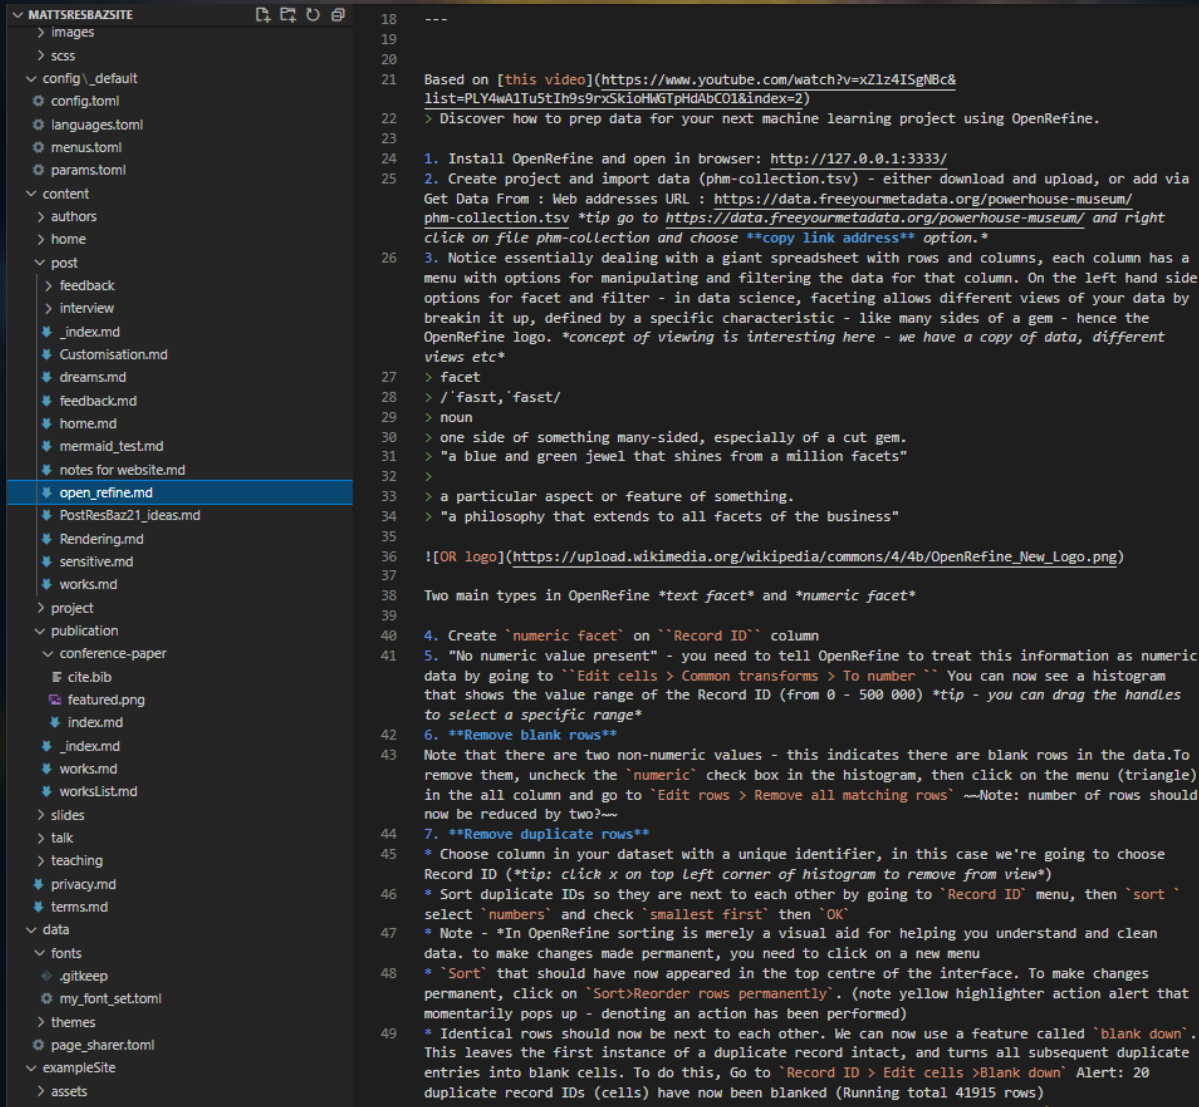 MATTSRESBAZSITE
images
scss
config\_default
config.toml
languages.toml
menus.toml
params.toml
content
authors
home
post
feedback
interview
_index.md
Customisation.md
dreams.md
feedback.md
home.md
mermaid_test.md
notes for website.md
open_refine.md
PostResBaz21_ideas.md
Rendering.md
sensitive.md
works.md
project
publication
conference-paper
cite.bib
featured.png
index.md
_index.md
works.md
worksList.md
slides
talk
teaching
privacy.md
terms.md
data
fonts
.gitkeep
my_font_set.toml
themes
page_sharer.toml
exampleSite
assets
18 ---
19
20
21 Based on [this video](https://www.youtube.com/watch?v=xZ1z4ISgNBc&
list=PLY4wA1Tu5tIh9s9rxSkioHWGTpHdAbCO1&index=2)
22 > Discover how to prep data for your next machine learning project using OpenRefine.
23
24 1. Install OpenRefine and open in browser: http://127.0.0.1:3333/
25 2. Create project and import data (phm-collection.tsv) - either download and upload, or add via
Get Data From : Web addresses URL : https://data.freeyourmetadata.org/powerhouse-museum/
phm-collection.tsv *tip go to https://data.freeyourmetadata.org/powerhouse-museum/ and right
click on file phm-collection and choose **copy link address** option.*
26 3. Notice essentially dealing with a giant spreadsheet with rows and columns, each column has a
menu with options for manipulating and filtering the data for that column. On the left hand side
options for facet and filter - in data science, faceting allows different views of your data by
breakin it up, defined by a specific characteristic - like many sides of a gem - hence the
OpenRefine logo. *concept of viewing is interesting here - we have a copy of data, different
views etc*
27 > facet
28 > /ˈfasɪt,ˈfasɛt/
29 > noun
30 > one side of something many-sided, especially of a cut gem.
31 > "a blue and green jewel that shines from a million facets"
32 >
33 > a particular aspect or feature of something.
34 > "a philosophy that extends to all facets of the business"
35
36 ![OR logo](https://upload.wikimedia.org/wikipedia/commons/4/4b/OpenRefine_New_Logo.png)
37
38 Two main types in OpenRefine *text facet* and *numeric facet*
39
40 4. Create `numeric facet` on ``Record ID`` column
41 5. "No numeric value present" - you need to tell OpenRefine to treat this information as numeric
data by going to ``Edit cells > Common transforms > To number `` You can now see a histogram
that shows the value range of the Record ID (from 0 - 500 000) *tip - you can drag the handles
to select a specific range*
42 6. **Remove blank rows**
43 Note that there are two non-numeric values - this indicates there are blank rows in the data.To
remove them, uncheck the `numeric` check box in the histogram, then click on the menu (triangle)
in the all column and go to `Edit rows > Remove all matching rows` ~~Note: number of rows should
now be reduced by two?~~
44 7. **Remove duplicate rows**
45 * Choose column in your dataset with a unique identifier, in this case we're going to choose
Record ID (*tip: click x on top left corner of histogram to remove from view*)
46 * Sort duplicate IDs so they are next to each other by going to `Record ID` menu, then `sort `
select `numbers` and check `smallest first` then `OK`
47 * Note - *In OpenRefine sorting is merely a visual aid for helping you understand and clean
data. to make changes made permanent, you need to click on a new menu
48 * `Sort` that should have now appeared in the top centre of the interface. To make changes
permanent, click on `Sort>Reorder rows permanently`. (note yellow highlighter action alert that
momentarily pops up - denoting an action has been performed)
49 * Identical rows should now be next to each other. We can now use a feature called `blank down`.
This leaves the first instance of a duplicate record intact, and turns all subsequent duplicate
entries into blank cells. To do this, Go to `Record ID > Edit cells >Blank down` Alert: 20
duplicate record IDs (cells) have now been blanked (Running total 41915 rows)